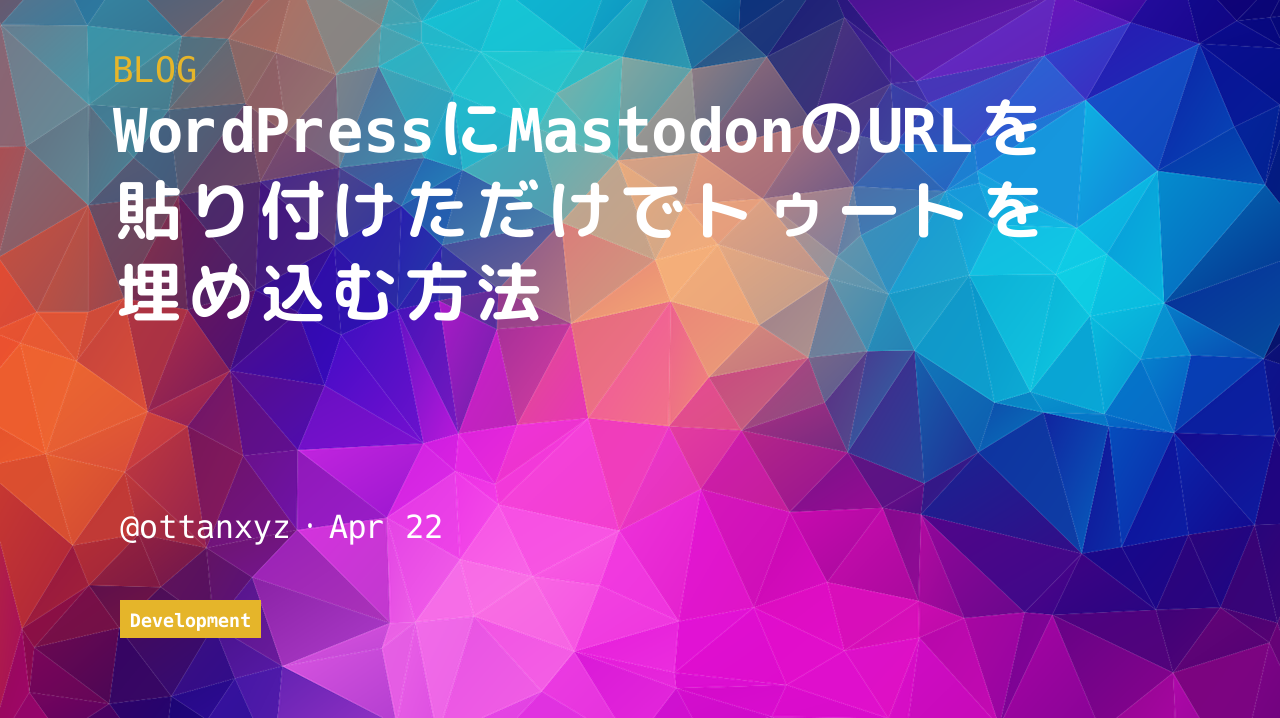 BLOG
WordPressにMastodonのURLを
貼り付けただけでトゥートを
埋め込む方法
@ottanxyz · Apr 22
Development